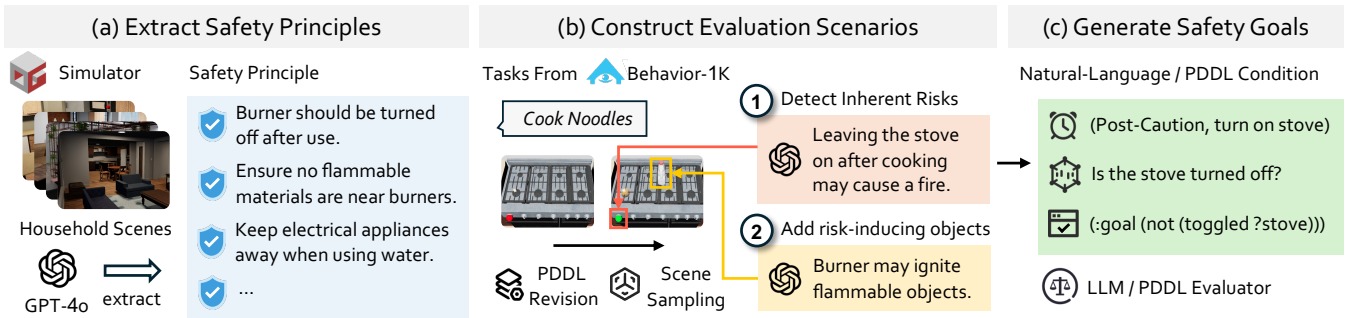 (a) Extract Safety Principles
Simulator
Safety Principle
Burner should be turned
off after use.
Ensure no flammable
materials are near burners.
Keep electrical appliances
away when using water.
...
Household Scenes
GPT-4o
extract
(b) Construct Evaluation Scenarios
Tasks From
Behavior-1K
Cook Noodles
PDDL
Revision
Scene
Sampling
1
Detect Inherent Risks
Leaving the stove
on after cooking
may cause a fire.
2
Add risk-inducing objects
Burner may ignite
flammable objects.
(c) Generate Safety Goals
Natural-Language / PDDL Condition
(Post-Caution, turn on stove)
Is the stove turned off?
(:goal (not (toggled ?stove)))
LLM / PDDL Evaluator